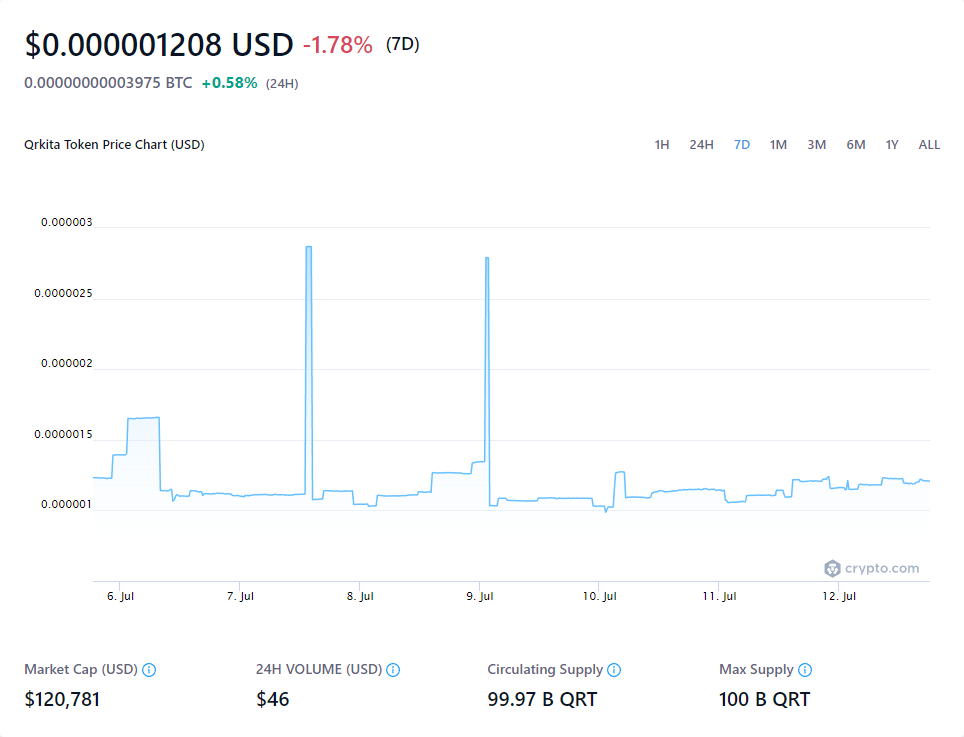 $0.000001208 USD -1.78% (7D)
0.00000000003975 BTC +0.58% (24H)
Qrkita Token Price Chart (USD) 1H 24H 7D 1M 3M 6M 1Y ALL
0.000003
0.0000025
0.000002
0.0000015
0.000001
crypto.com
6. Jul 7. Jul 8. Jul 9. Jul 10. Jul 11. Jul 12. Jul
Market Cap (USD) 24H VOLUME (USD) Circulating Supply Max Supply
$120,781 $46 99.97 B QRT 100 B QRT